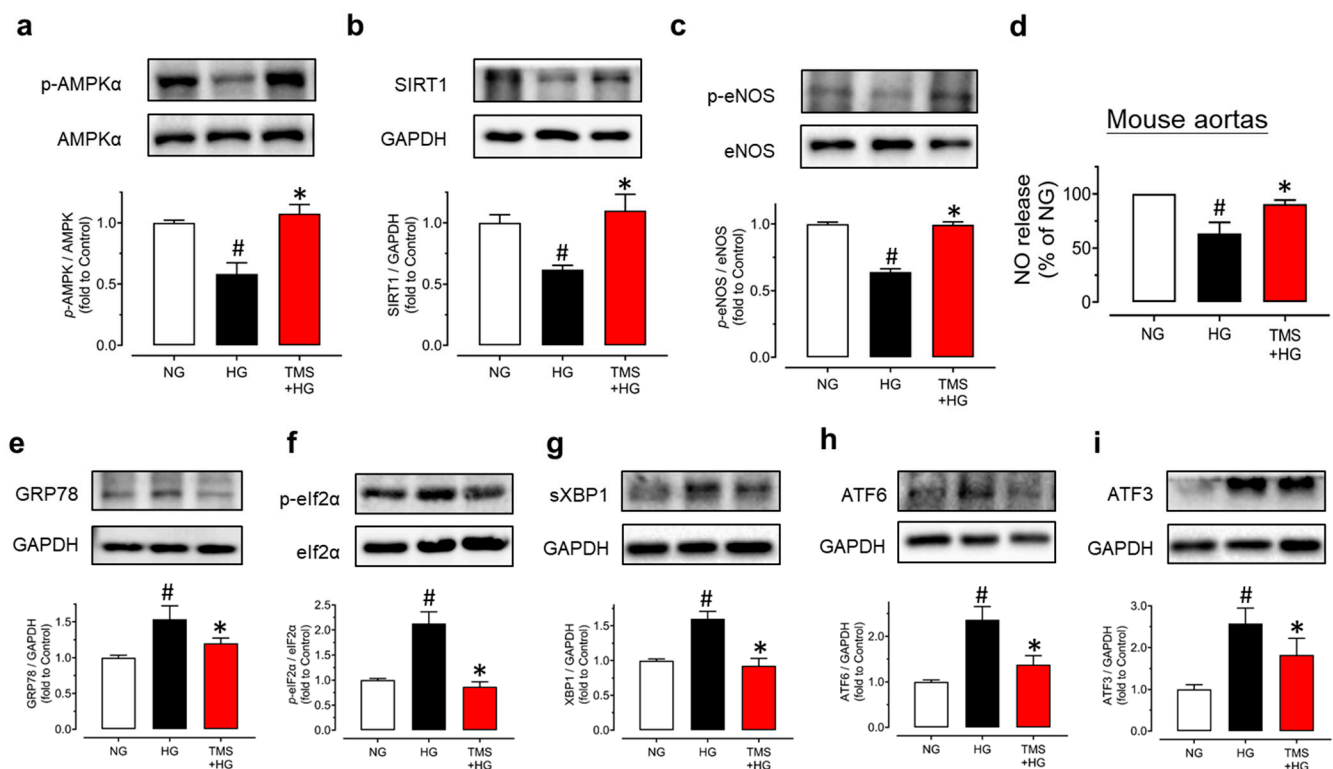 a
p-AMPKα
AMPKα
p-AMPK / AMPK
(fold to Control)
1.0
0.5
0.0
#
*
NG
HG
TMS
+HG
b
SIRT1
GAPDH
SIRT1 / GAPDH
(fold to Control)
1.0
0.5
0.0
#
*
NG
HG
TMS
+HG
c
p-eNOS
eNOS
p-eNOS / eNOS
(fold to Control)
1.0
0.5
0.0
#
*
NG
HG
TMS
+HG
d
Mouse aortas
NO release
(% of NG)
100
50
0
#
*
NG
HG
TMS
+HG
e
GRP78
GAPDH
GRP78 / GAPDH
(fold to Control)
1.5
1.0
0.5
0.0
#
*
NG
HG
TMS
+HG
f
p-eIf2α
eIf2α
p-eIF2α / eIF2α
(fold to Control)
2.5
2.0
1.5
1.0
0.5
0.0
#
*
NG
HG
TMS
+HG
g
sXBP1
GAPDH
XBP1 / GAPDH
(fold to Control)
1.5
1.0
0.5
0.0
#
*
NG
HG
TMS
+HG
h
ATF6
GAPDH
ATF6 / GAPDH
(fold to Control)
2.0
1.0
0.0
#
*
NG
HG
TMS
+HG
i
ATF3
GAPDH
ATF3 / GAPDH
(fold to Control)
3.0
2.0
1.0
0.0
#
*
NG
HG
TMS
+HG